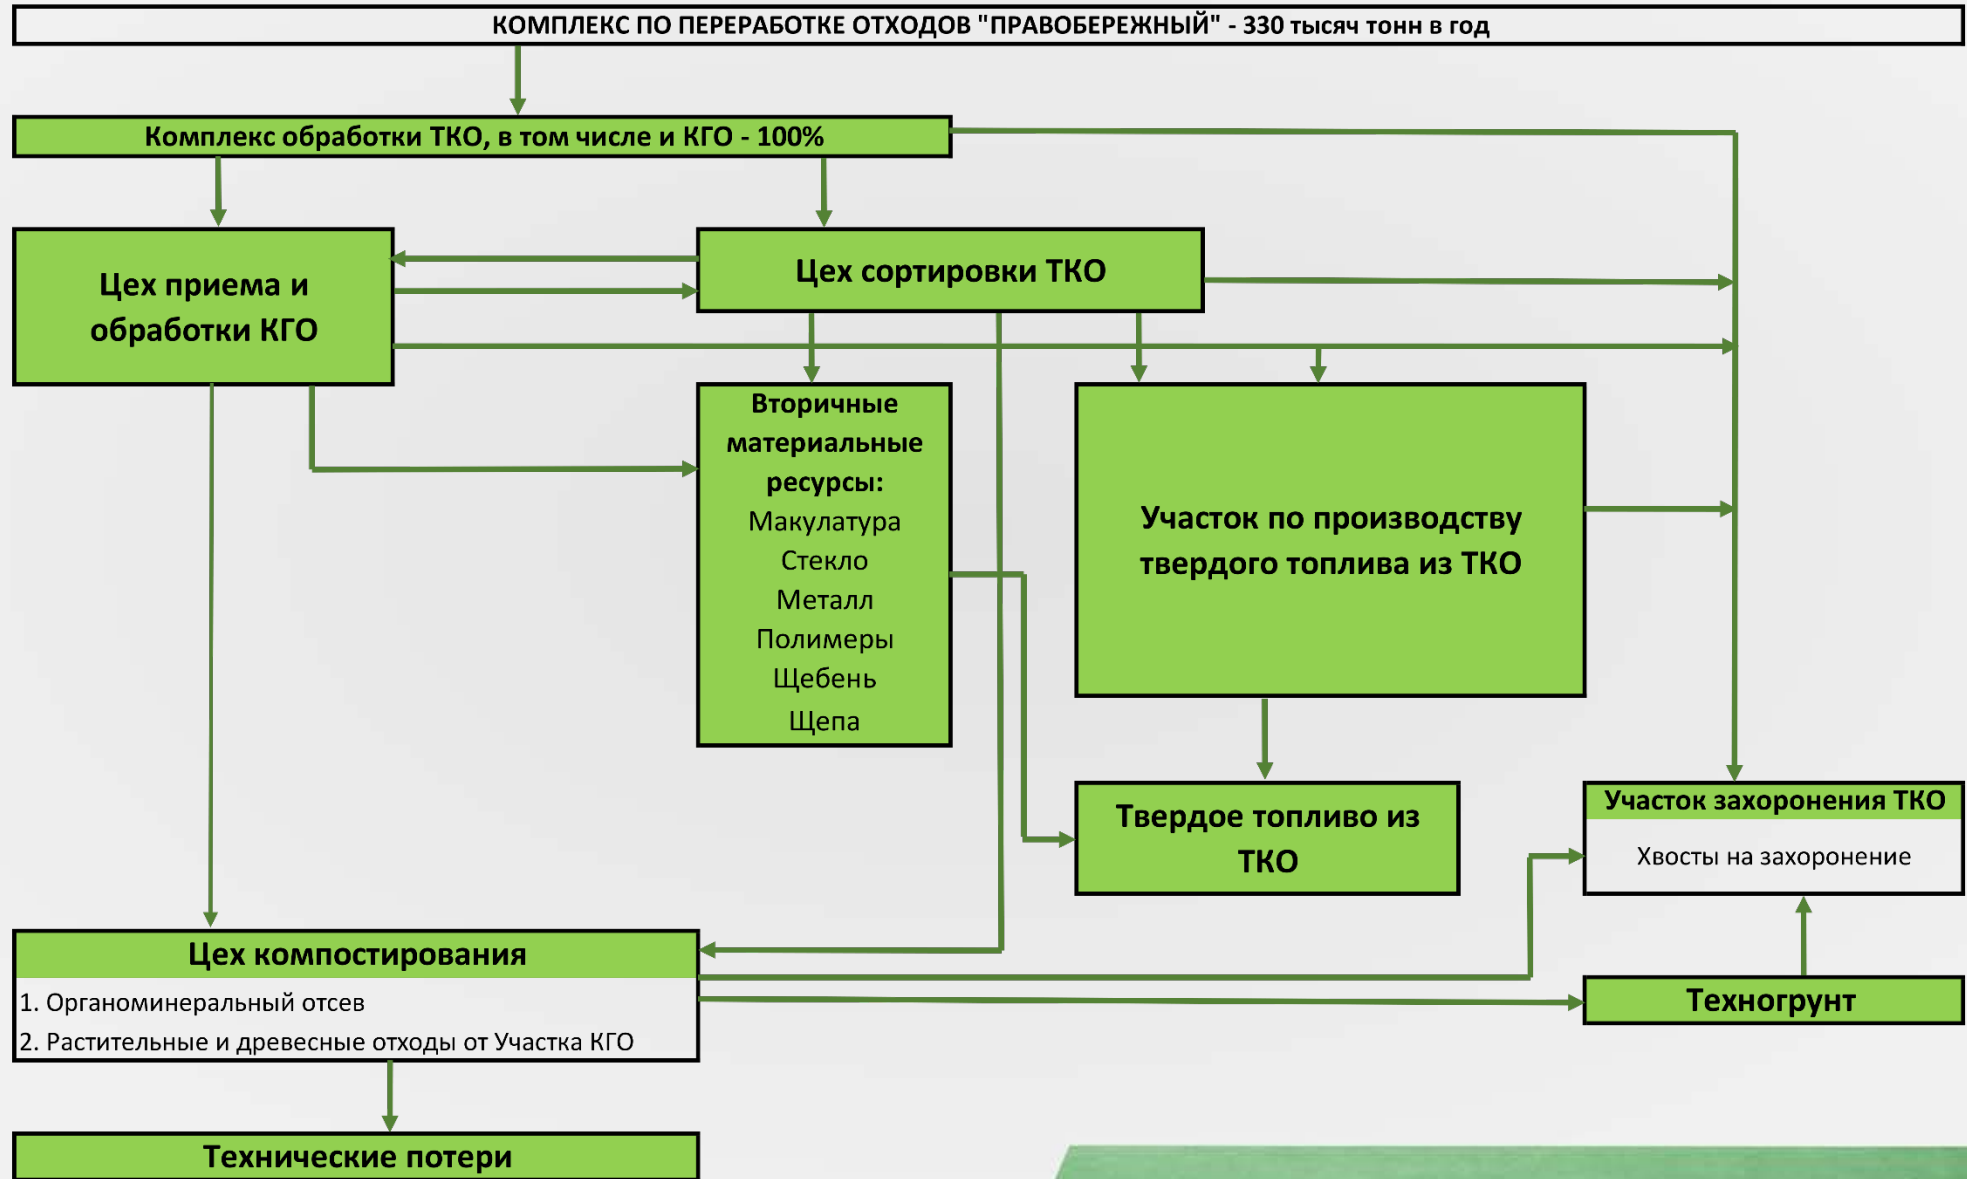 КОМПЛЕКС ПО ПЕРЕРАБОТКЕ ОТХОДОВ "ПРАВОБЕРЕЖНЫЙ" - 330 тысяч тонн в год
Комплекс обработки ТКО, в том числе и КГО - 100%
Цех приема и
обработки КГО
Цех сортировки ТКО
Вторичные
материальные
ресурсы:
Макулатура
Стекло
Металл
Полимеры
Щебень
Щепа
Участок по производству
твердого топлива из ТКО
Твердое топливо из
ТКО
Участок захоронения ТКО
Хвосты на захоронение
Цех компостирования
1. Органоминеральный отсев
2. Растительные и древесные отходы от Участка КГО
Техногрунт
Технические потери